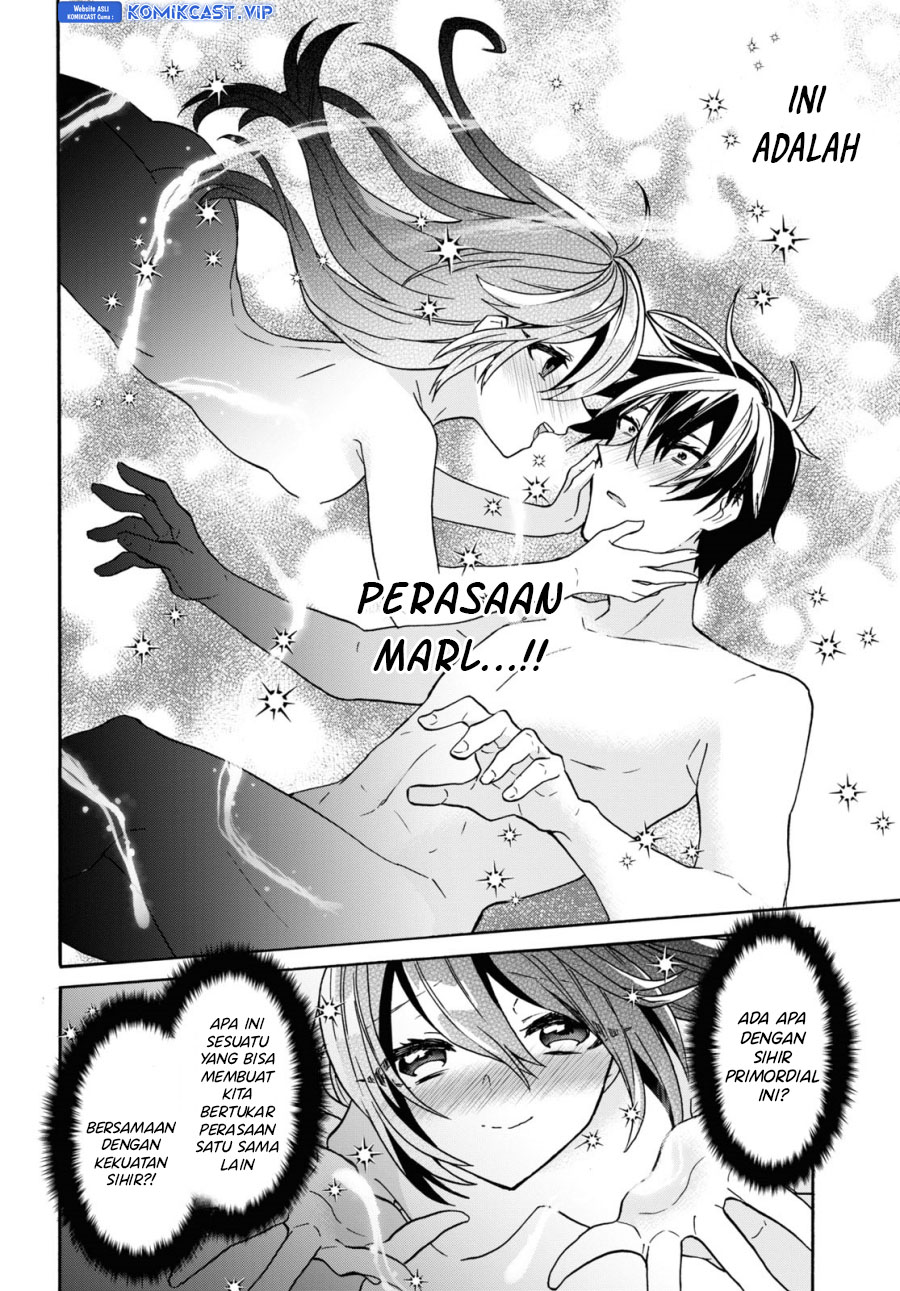 Website ASLI
KOMIKCAST Cuma :
KOMIKCAST.VIP
INI
ADALAH
PERASAAN
MARL...!!
ADA APA
DENGAN
SIHIR
PRIMORDIAL
INI?
APA INI
SESUATU
YANG BISA
MEMBUAT
KITA
BERTUKAR
PERASAAN
SATU SAMA
LAIN
BERSAMAAN
DENGAN
KEKUATAN
SIHIR?!